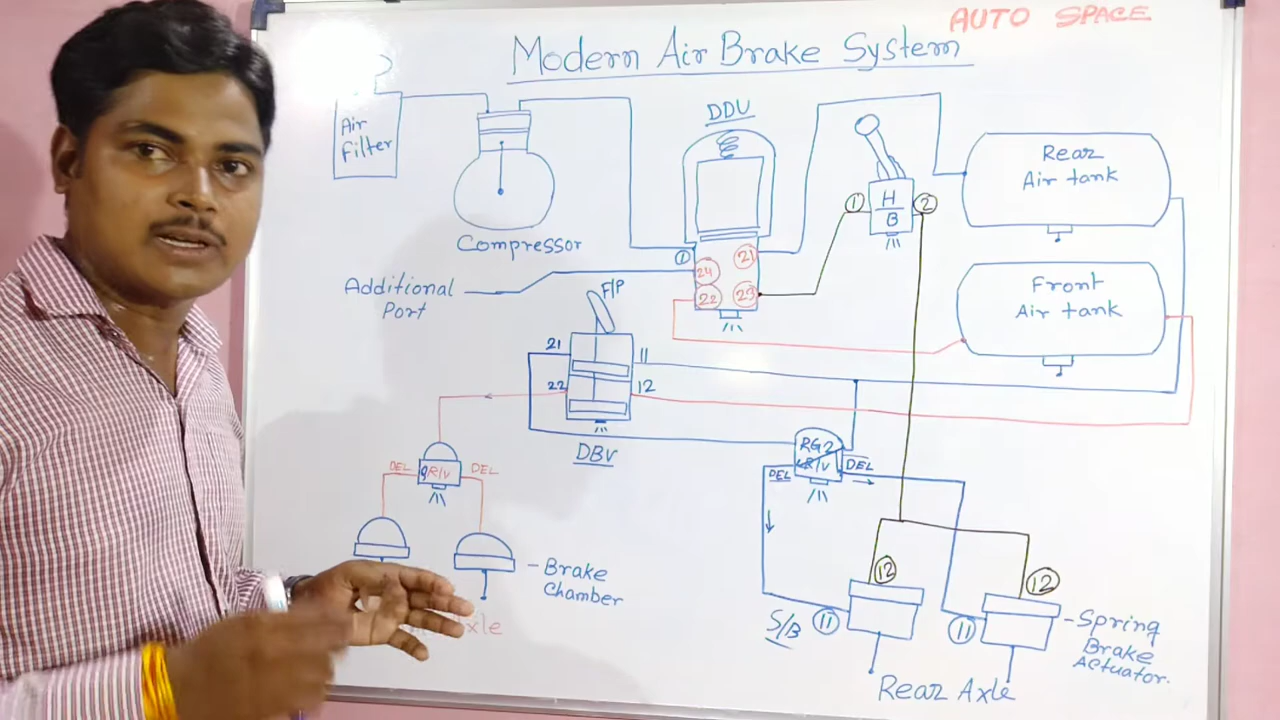 AUTO SPACE
Modern Air Brake System
Air
Filter
Compressor
DDU
1
24
21
22
23
Additional
Port
H
B
1
2
Rear
Air tank
Front
Air tank
F/P
21
11
22
12
DBV
DEL
R/V
DEL
RG2
R/V
DEL
DEL
Brake
Chamber
Axle
12
12
S/B
11
11
Spring
Brake
Actuator.
Rear Axle